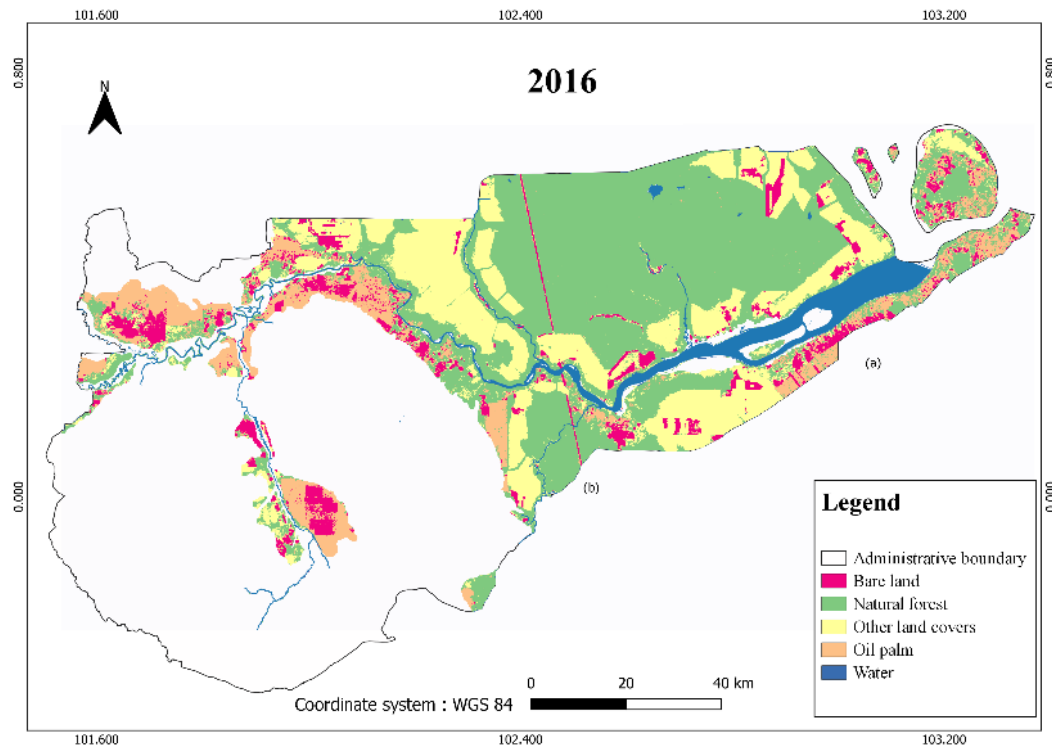 101.600 102.400 103.200
0.800 0.800
2016
N
(a)
(b)
0.000 0.000
Legend
Administrative boundary
Bare land
Natural forest
Other land covers
Oil palm
Water
0 20 40 km
Coordinate system : WGS 84
101.600 102.400 103.200